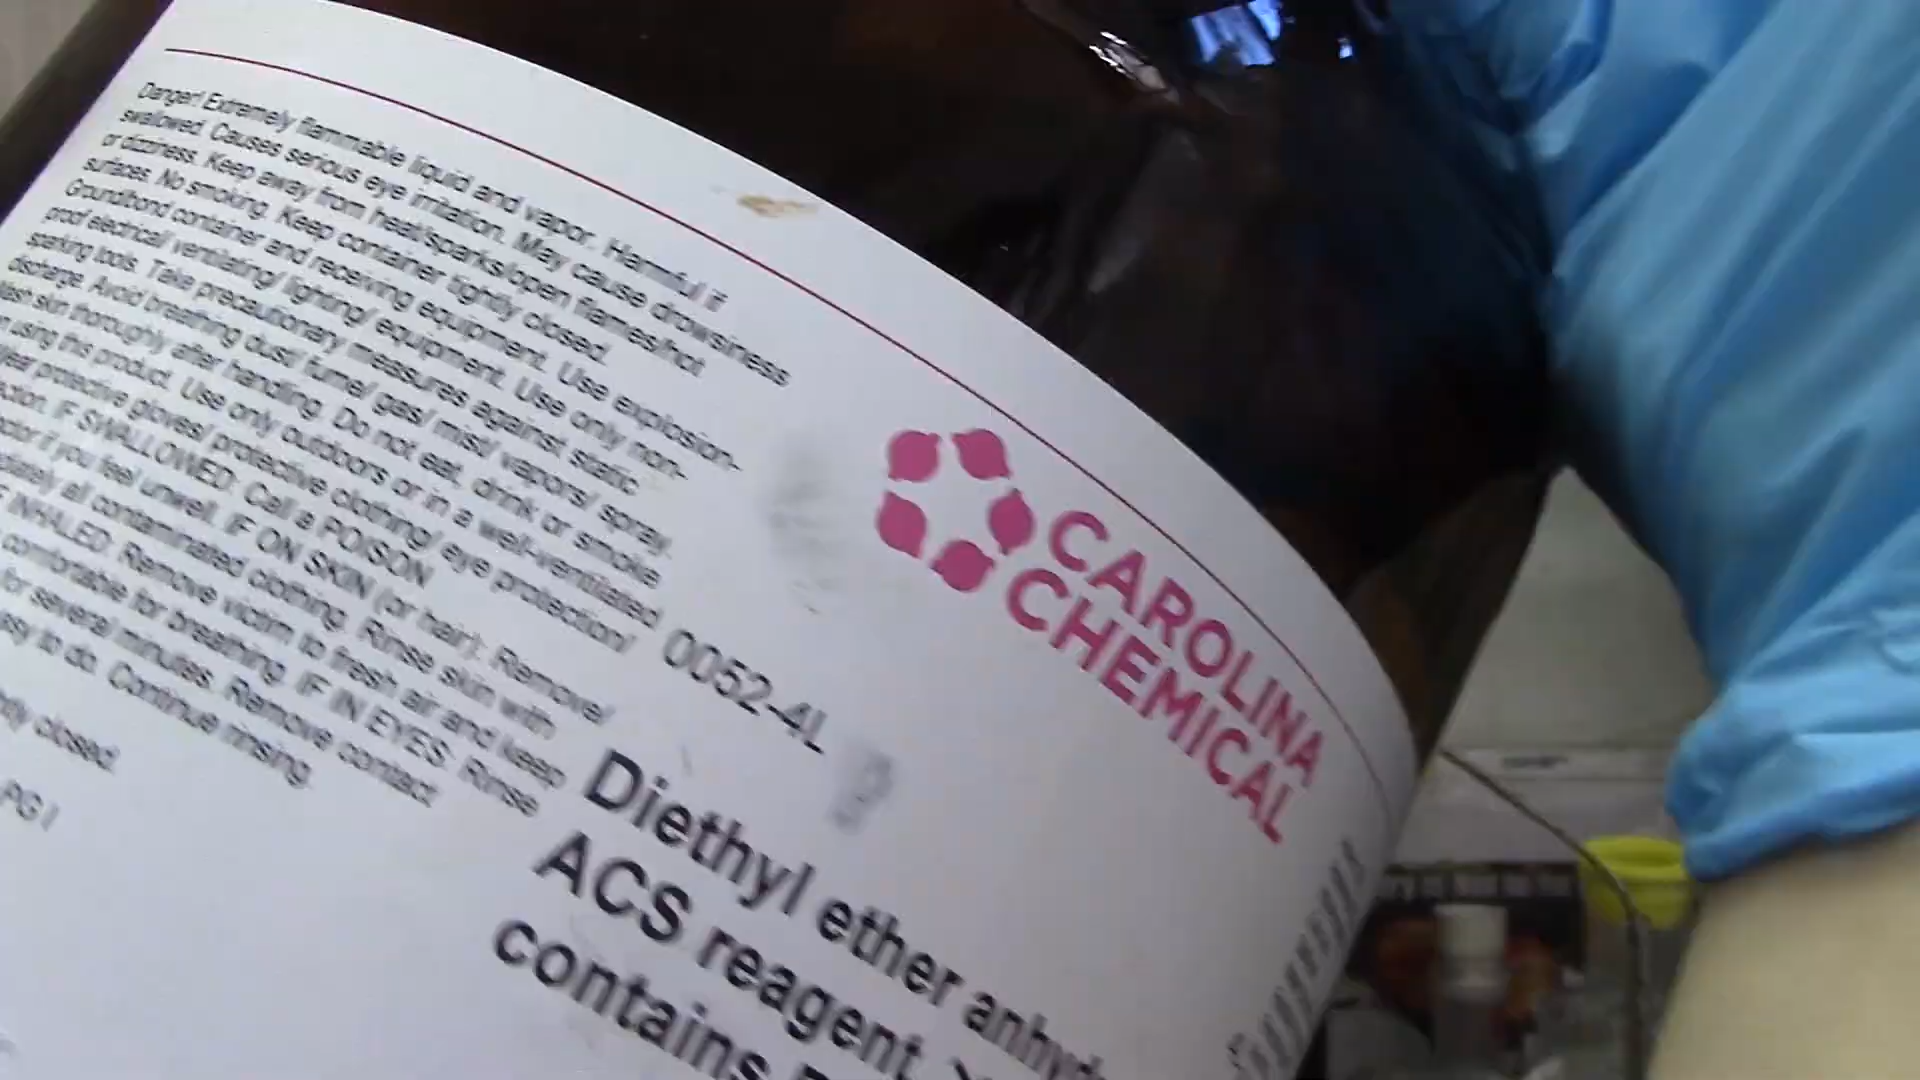 Danger! Extremely flammable liquid and vapor. Harmful if
swallowed. Causes serious eye irritation. May cause drowsiness
or dizziness. Keep away from heat/sparks/open flames/hot
surfaces. No smoking. Keep container tightly closed.
Ground/bond container and receiving equipment. Use explosion-
proof electrical/ ventilating/ lighting/ equipment. Use only non-
sparking tools. Take precautionary measures against static
discharge. Avoid breathing dust/ fume/ gas/ mist/ vapors/ spray.
skin thoroughly after handling. Do not eat, drink or smoke
using this product. Use only outdoors or in a well-ventilated
protective gloves/ protective clothing/ eye protection/
IF SWALLOWED: Call a POISON
if you feel unwell. IF ON SKIN (or hair): Remove/
all contaminated clothing. Rinse skin with
INHALED: Remove victim to fresh air and keep
comfortable for breathing. IF IN EYES: Rinse
for several minutes. Remove contact
to do. Continue rinsing.
closed.
PG I
CAROLINA
CHEMICAL
0052-4L
Diethyl ether
ACS reagent,
contains